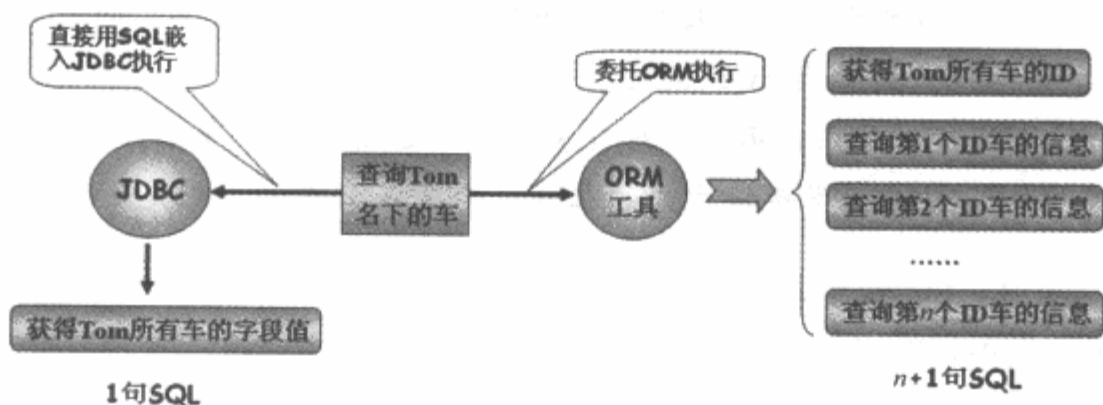 直接用SQL嵌
入JDBC执行
委托ORM执行
JDBC
查询Tom
名下的车
ORM
工具
获得Tom所有车的ID
查询第1个ID车的信息
查询第2个ID车的信息
……
查询第n个ID车的信息
获得Tom所有车的字段值
1句SQL
n+1句SQL